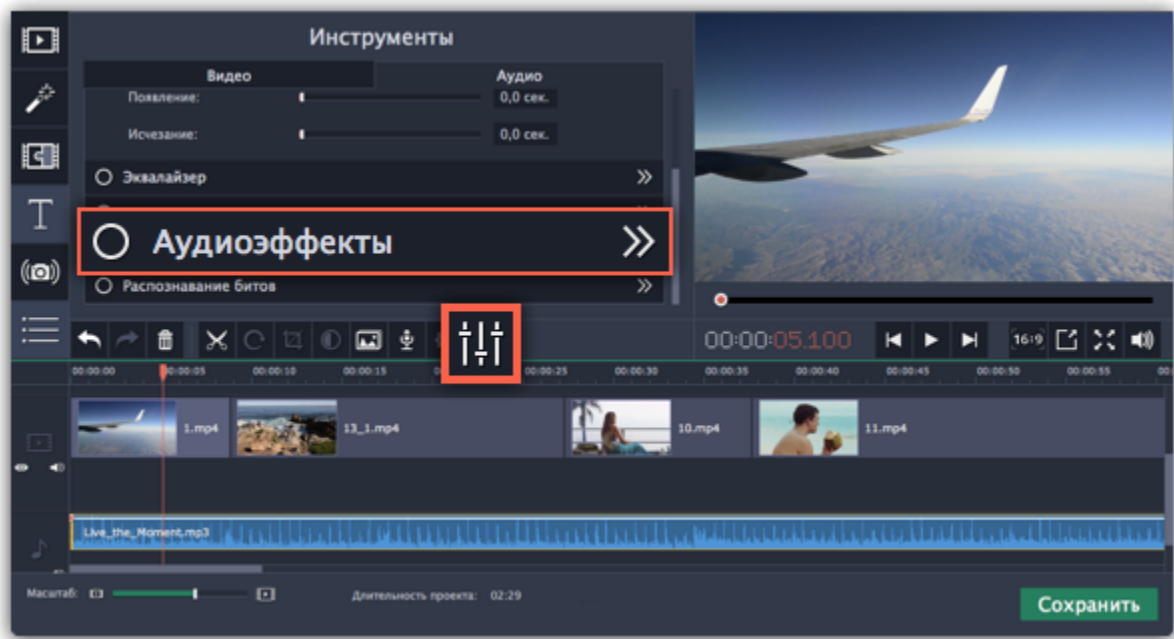 Инструменты
Видео Аудио
Появление: 0,0 сек.
Исчезание: 0,0 сек.
Эквалайзер
Аудиоэффекты
Распознавание битов
T
00:00:05.100
16:9
00:00:00 00:00:05 00:00:10 00:00:15 00:00:25 00:00:30 00:00:35 00:00:40 00:00:45 00:00:50 00:00:55
1.mp4 13_1.mp4 10.mp4 11.mp4
Live_the_Moment.mp3
Масштаб: Длительность проекта: 02:29
Сохранить